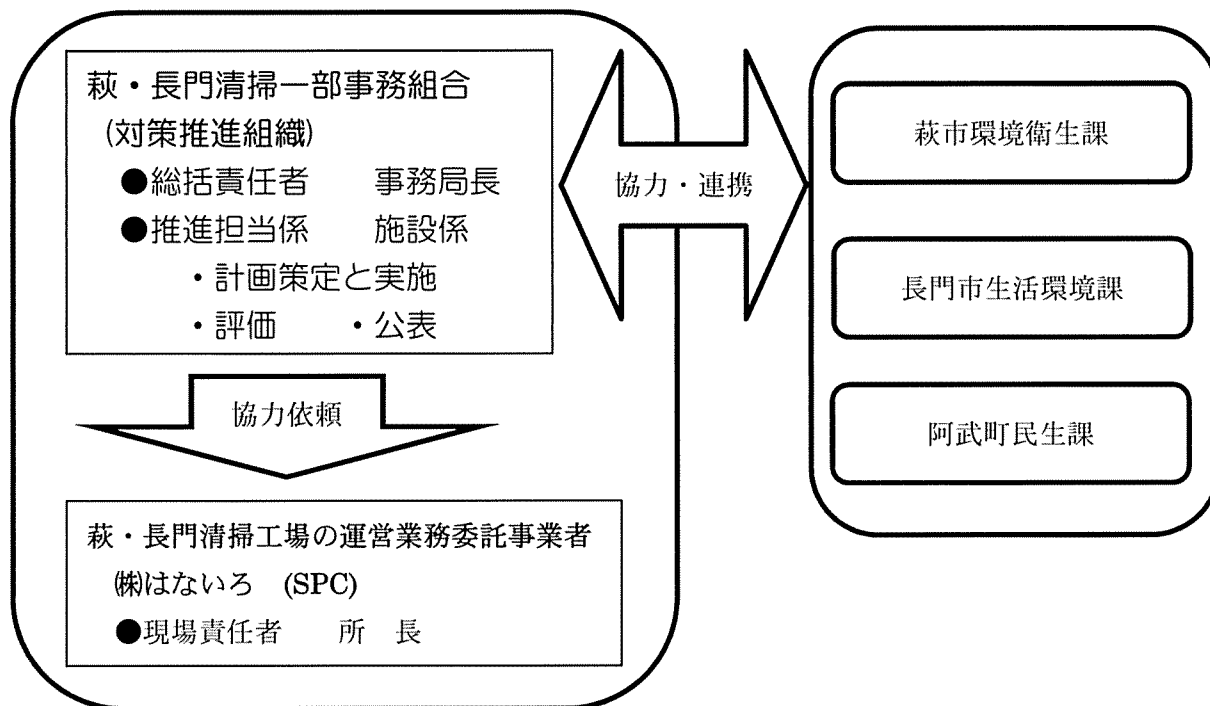 萩・長門清掃一部事務組合
(対策推進組織)
●総括責任者 事務局長
●推進担当係 施設係
・計画策定と実施
・評価 ・公表
協力依頼
萩・長門清掃工場の運営業務委託事業者
㈱はないろ (SPC)
●現場責任者 所 長
協力・連携
萩市環境衛生課
長門市生活環境課
阿武町民生課